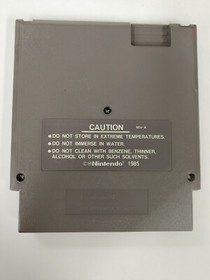 CAUTION
● DO NOT STORE IN EXTREME TEMPERATURES.
● DO NOT IMMERSE IN WATER.
● DO NOT CLEAN WITH BENZENE, THINNER,
ALCOHOL OR OTHER SUCH SOLVENTS.
©Nintendo® 1985